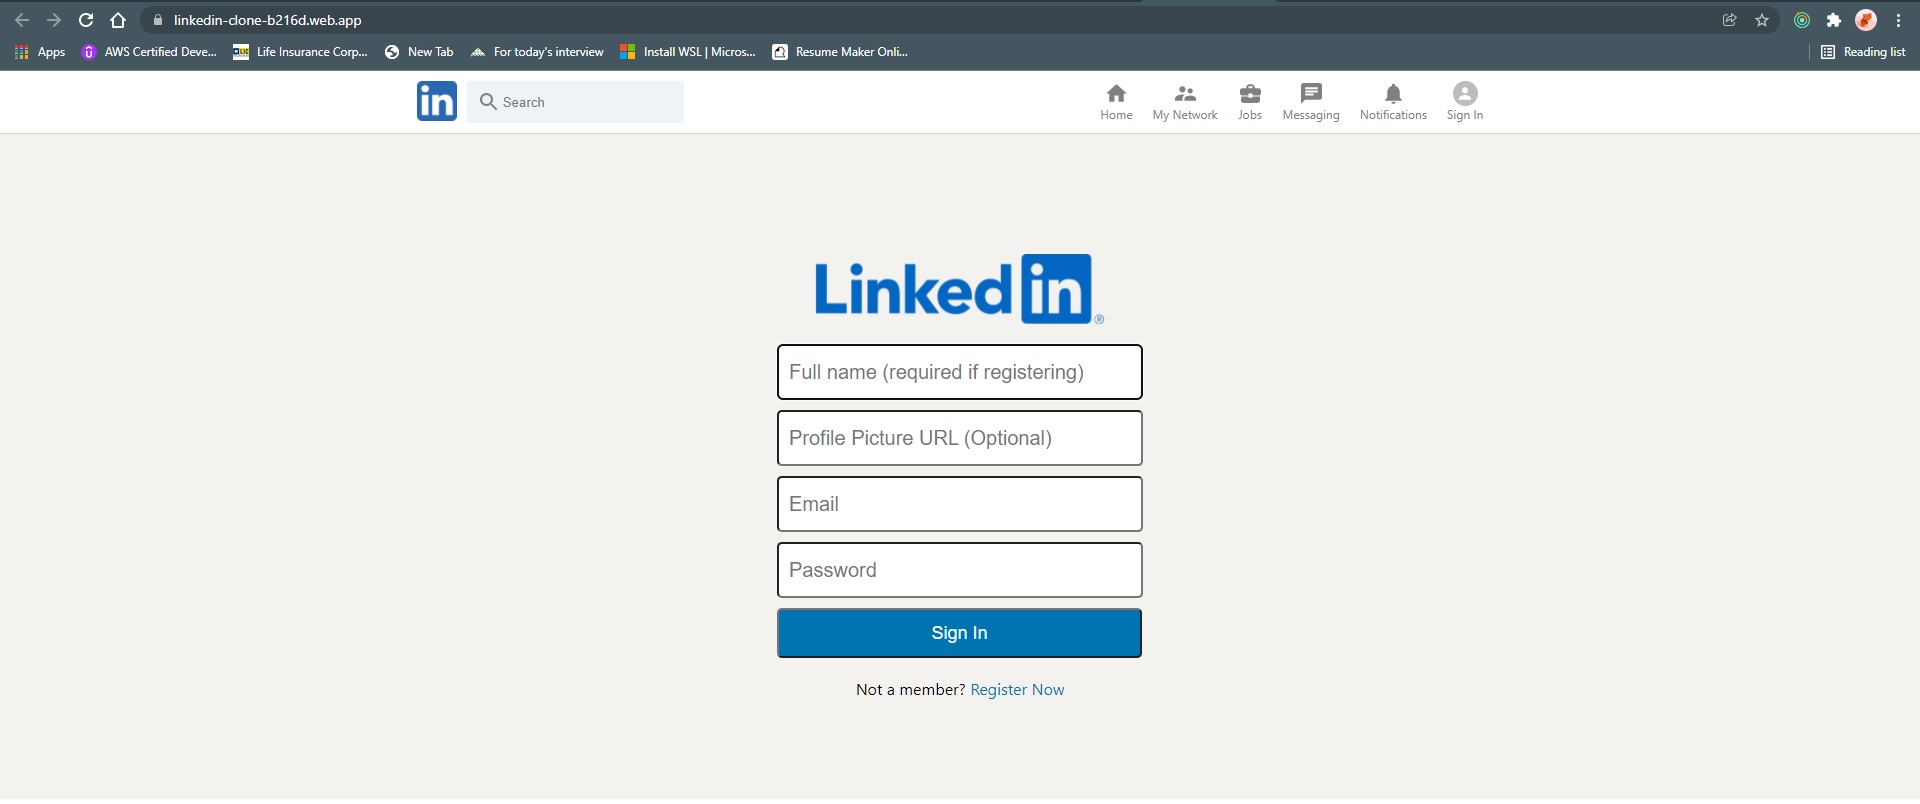 linkedin-clone-b216d.web.app
Apps AWS Certified Deve... LIC Life Insurance Corp... New Tab For today's interview Install WSL | Micros... Resume Maker Onli... Reading list
in Search Home My Network Jobs Messaging Notifications Sign In
Linkedin®
Full name (required if registering)
Profile Picture URL (Optional)
Email
Password
Sign In
Not a member? Register Now